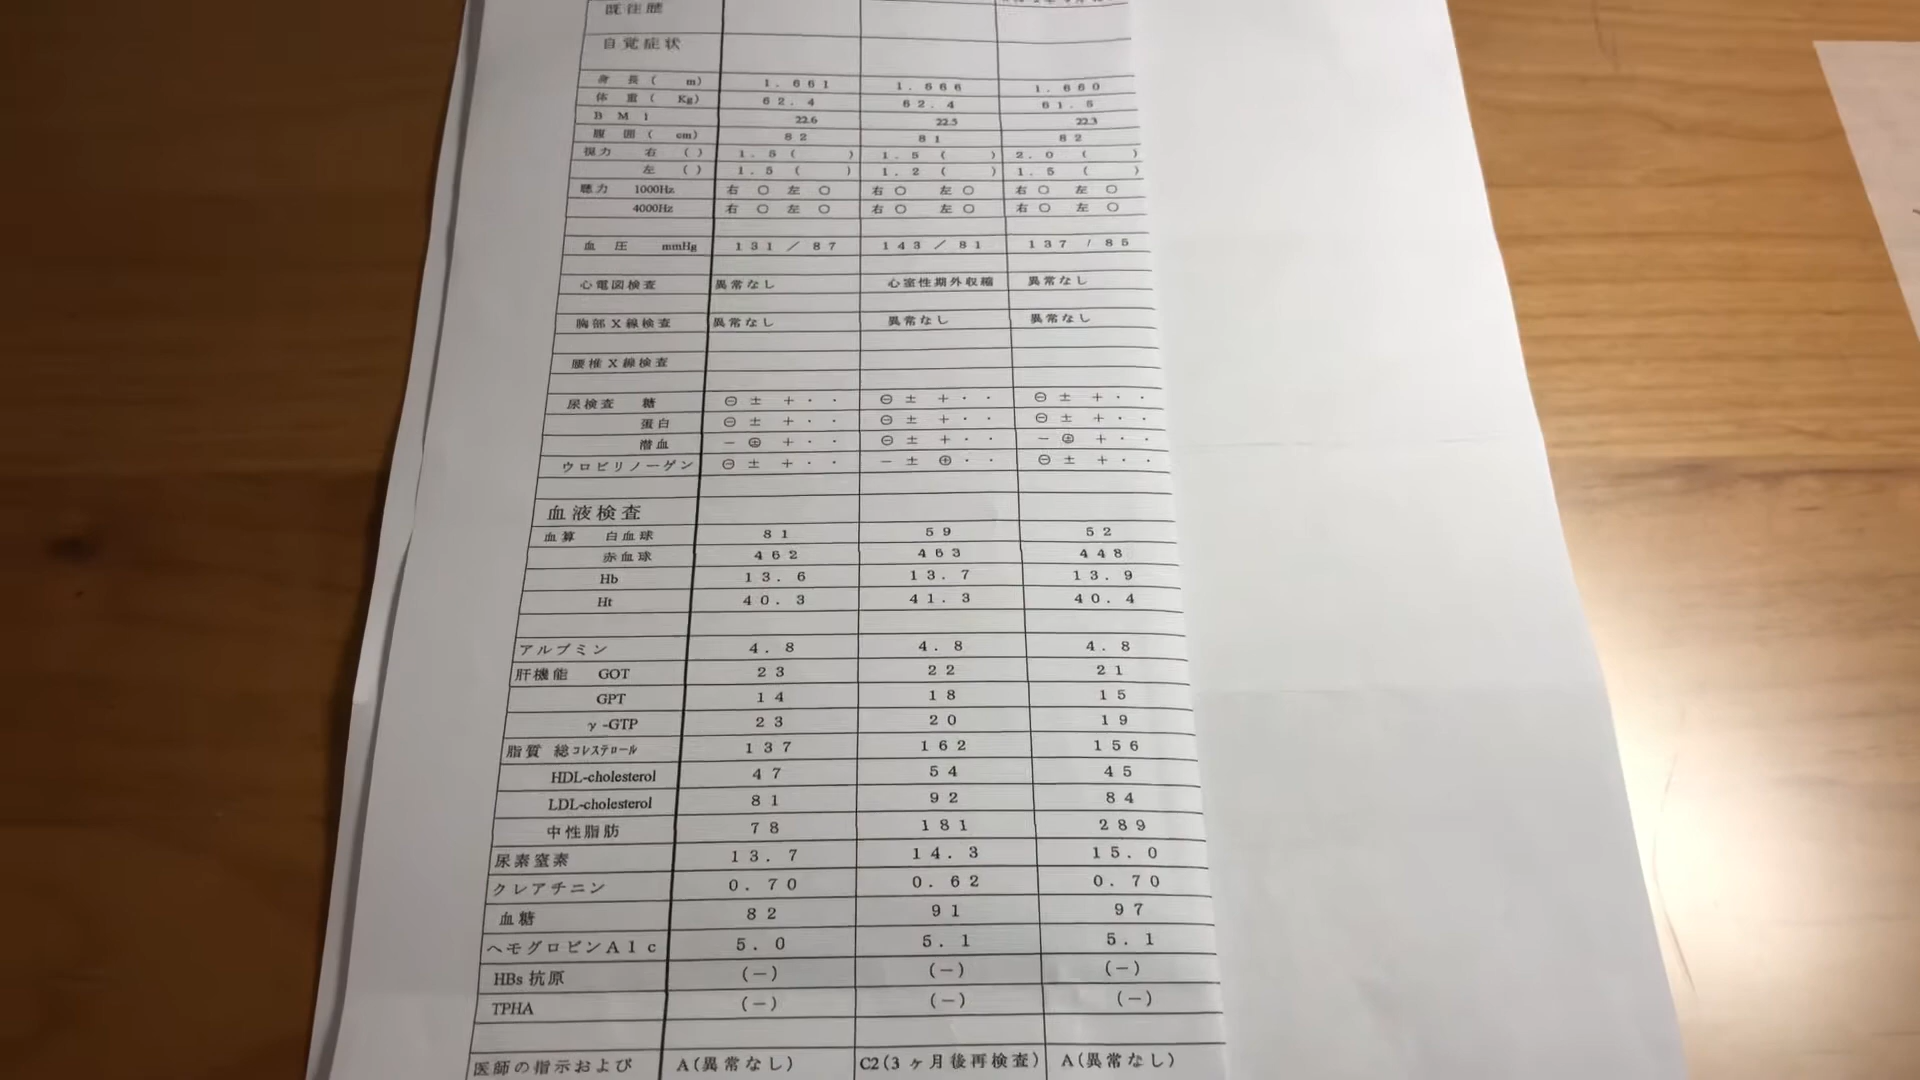 既往歴
自覚症状
身 長 ( m) 1.661 1.666 1.660
体 重 ( Kg) 62.4 62.4 61.5
B M I 22.6 22.5 22.3
腹 囲 ( cm) 82 81 82
視力 右 ( ) 1.5 ( ) 1.5 ( ) 2.0 ( )
左 ( ) 1.5 ( ) 1.2 ( ) 1.5 ( )
聴力 1000Hz 右 ○ 左 ○ 右 ○ 左 ○ 右 ○ 左 ○
4000Hz 右 ○ 左 ○ 右 ○ 左 ○ 右 ○ 左 ○
血 圧 mmHg 131 / 87 143 / 81 137 / 85
心電図検査 異常なし 心室性期外収縮 異常なし
胸部X線検査 異常なし 異常なし 異常なし
腰椎X線検査
尿検査 糖 ⊖ ± + ・ ・ ⊖ ± + ・ ・ ⊖ ± + ・ ・
蛋白 ⊖ ± + ・ ・ ⊖ ± + ・ ・ ⊖ ± + ・ ・
潜血 − ± + ・ ・ ⊖ ± + ・ ・ − ± + ・ ・
ウロビリノーゲン ⊖ ± + ・ ・ − ± ⊕ ・ ・ ⊖ ± + ・ ・
血液検査
血算 白血球 81 59 52
赤血球 462 463 448
Hb 13.6 13.7 13.9
Ht 40.3 41.3 40.4
アルブミン 4.8 4.8 4.8
肝機能 GOT 23 22 21
GPT 14 18 15
γ-GTP 23 20 19
脂質 総ｺﾚｽﾃﾛｰﾙ 137 162 156
HDL-cholesterol 47 54 45
LDL-cholesterol 81 92 84
中性脂肪 78 181 289
尿素窒素 13.7 14.3 15.0
クレアチニン 0.70 0.62 0.70
血糖 82 91 97
ヘモグロビンA1c 5.0 5.1 5.1
HBs抗原 (−) (−) (−)
TPHA (−) (−) (−)
医師の指示および A(異常なし) C2(3ヶ月後再検査) A(異常なし)